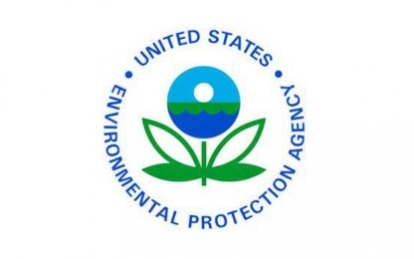 UNITED STATES
ENVIRONMENTAL PROTECTION AGENCY